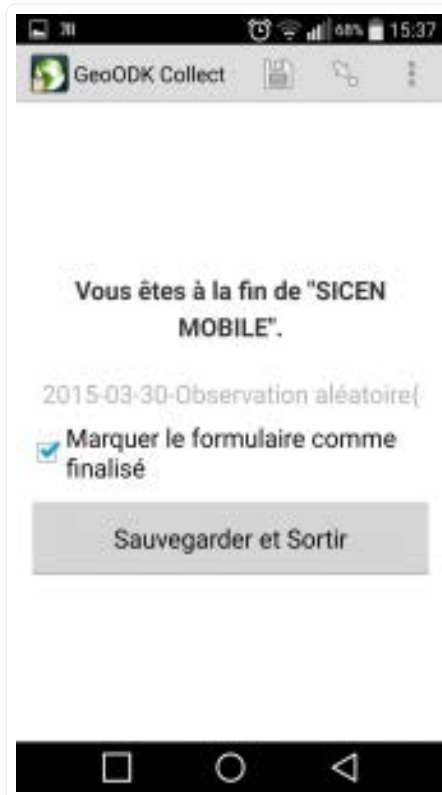 68% 15:37
GeoODK Collect
Vous êtes à la fin de "SICEN
MOBILE".
2015-03-30-Observation aléatoire(
Marquer le formulaire comme
finalisé
Sauvegarder et Sortir